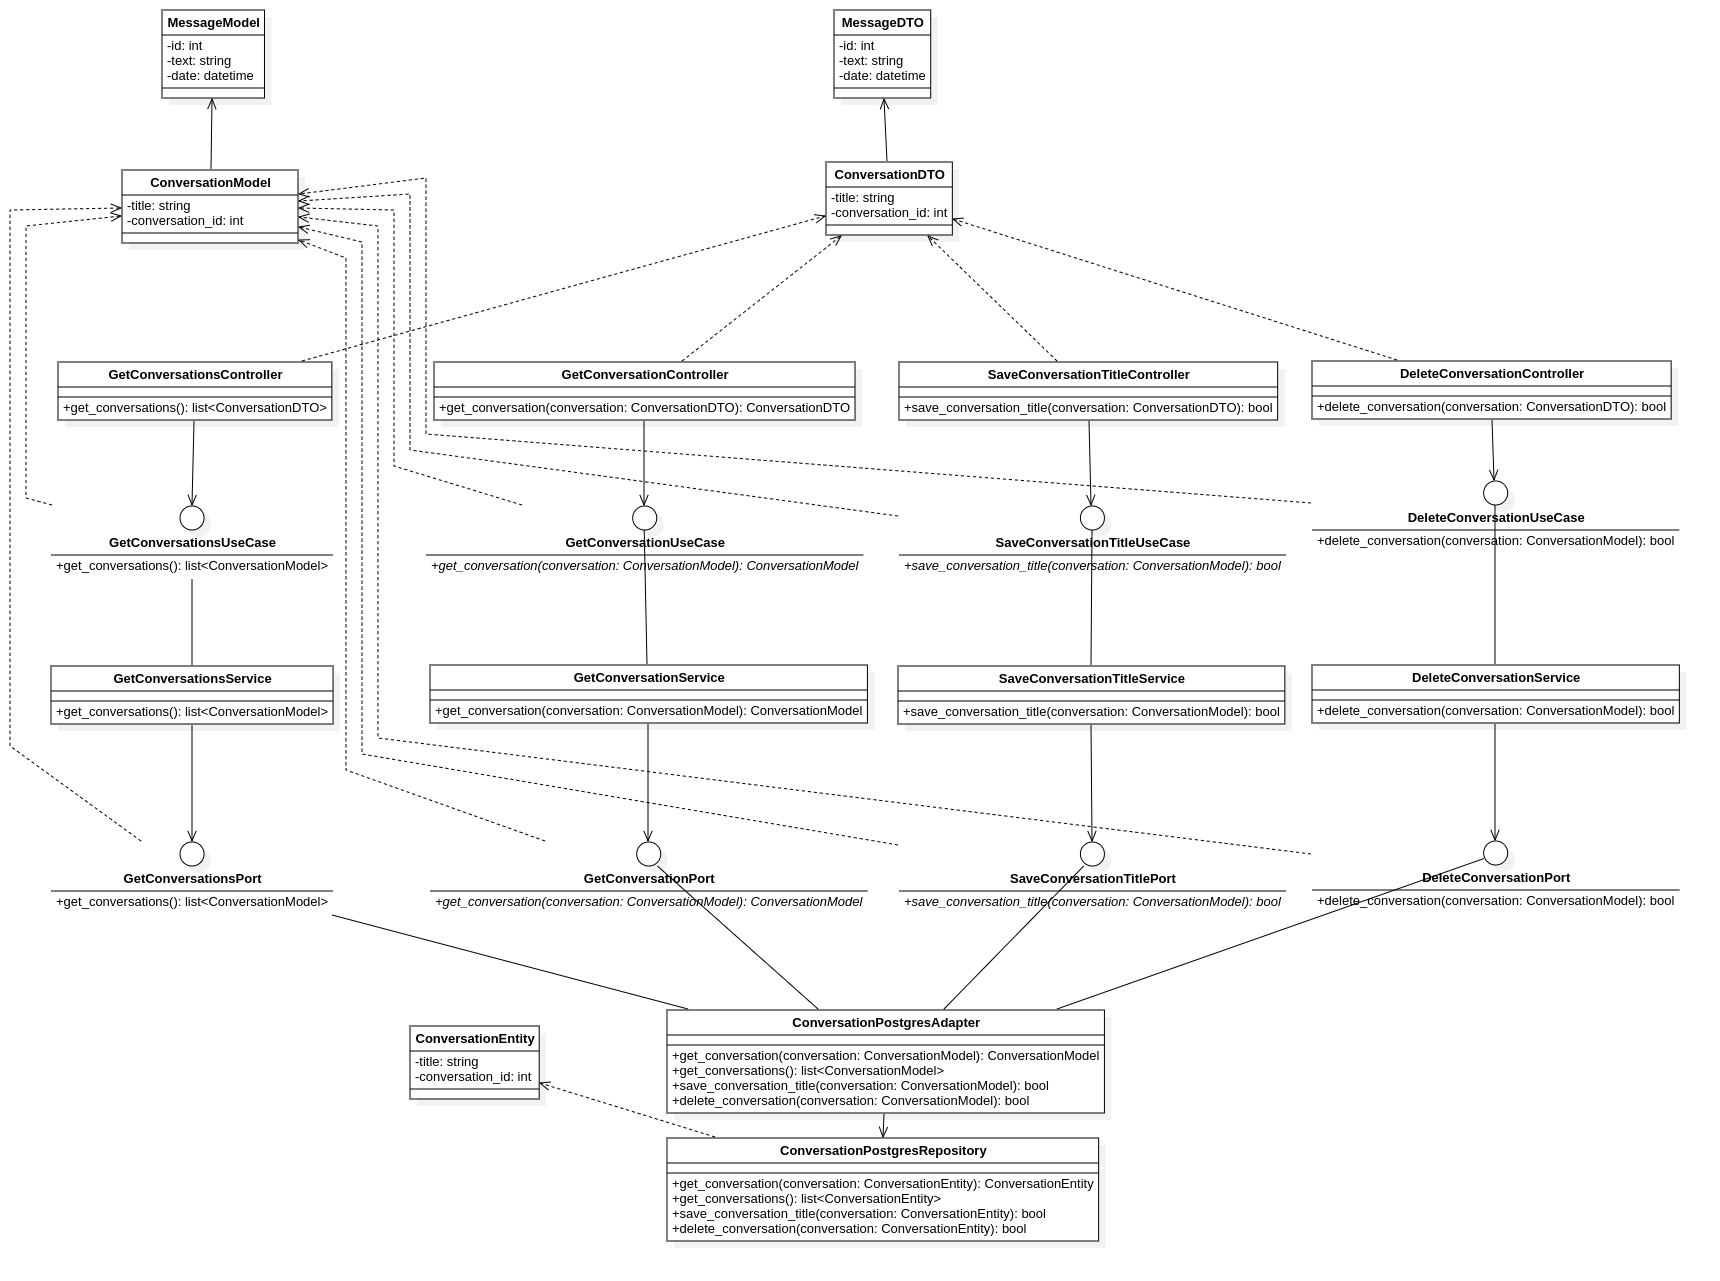 MessageModel
-id: int
-text: string
-date: datetime
MessageDTO
-id: int
-text: string
-date: datetime
ConversationModel
-title: string
-conversation_id: int
ConversationDTO
-title: string
-conversation_id: int
GetConversationsController
+get_conversations(): list<ConversationDTO>
GetConversationController
+get_conversation(conversation: ConversationDTO): ConversationDTO
SaveConversationTitleController
+save_conversation_title(conversation: ConversationDTO): bool
DeleteConversationController
+delete_conversation(conversation: ConversationDTO): bool
GetConversationsUseCase
+get_conversations(): list<ConversationModel>
GetConversationUseCase
+get_conversation(conversation: ConversationModel): ConversationModel
SaveConversationTitleUseCase
+save_conversation_title(conversation: ConversationModel): bool
DeleteConversationUseCase
+delete_conversation(conversation: ConversationModel): bool
GetConversationsService
+get_conversations(): list<ConversationModel>
GetConversationService
+get_conversation(conversation: ConversationModel): ConversationModel
SaveConversationTitleService
+save_conversation_title(conversation: ConversationModel): bool
DeleteConversationService
+delete_conversation(conversation: ConversationModel): bool
GetConversationsPort
+get_conversations(): list<ConversationModel>
GetConversationPort
+get_conversation(conversation: ConversationModel): ConversationModel
SaveConversationTitlePort
+save_conversation_title(conversation: ConversationModel): bool
DeleteConversationPort
+delete_conversation(conversation: ConversationModel): bool
ConversationEntity
-title: string
-conversation_id: int
ConversationPostgresAdapter
+get_conversation(conversation: ConversationModel): ConversationModel
+get_conversations(): list<ConversationModel>
+save_conversation_title(conversation: ConversationModel): bool
+delete_conversation(conversation: ConversationModel): bool
ConversationPostgresRepository
+get_conversation(conversation: ConversationEntity): ConversationEntity
+get_conversations(): list<ConversationEntity>
+save_conversation_title(conversation: ConversationEntity): bool
+delete_conversation(conversation: ConversationEntity): bool